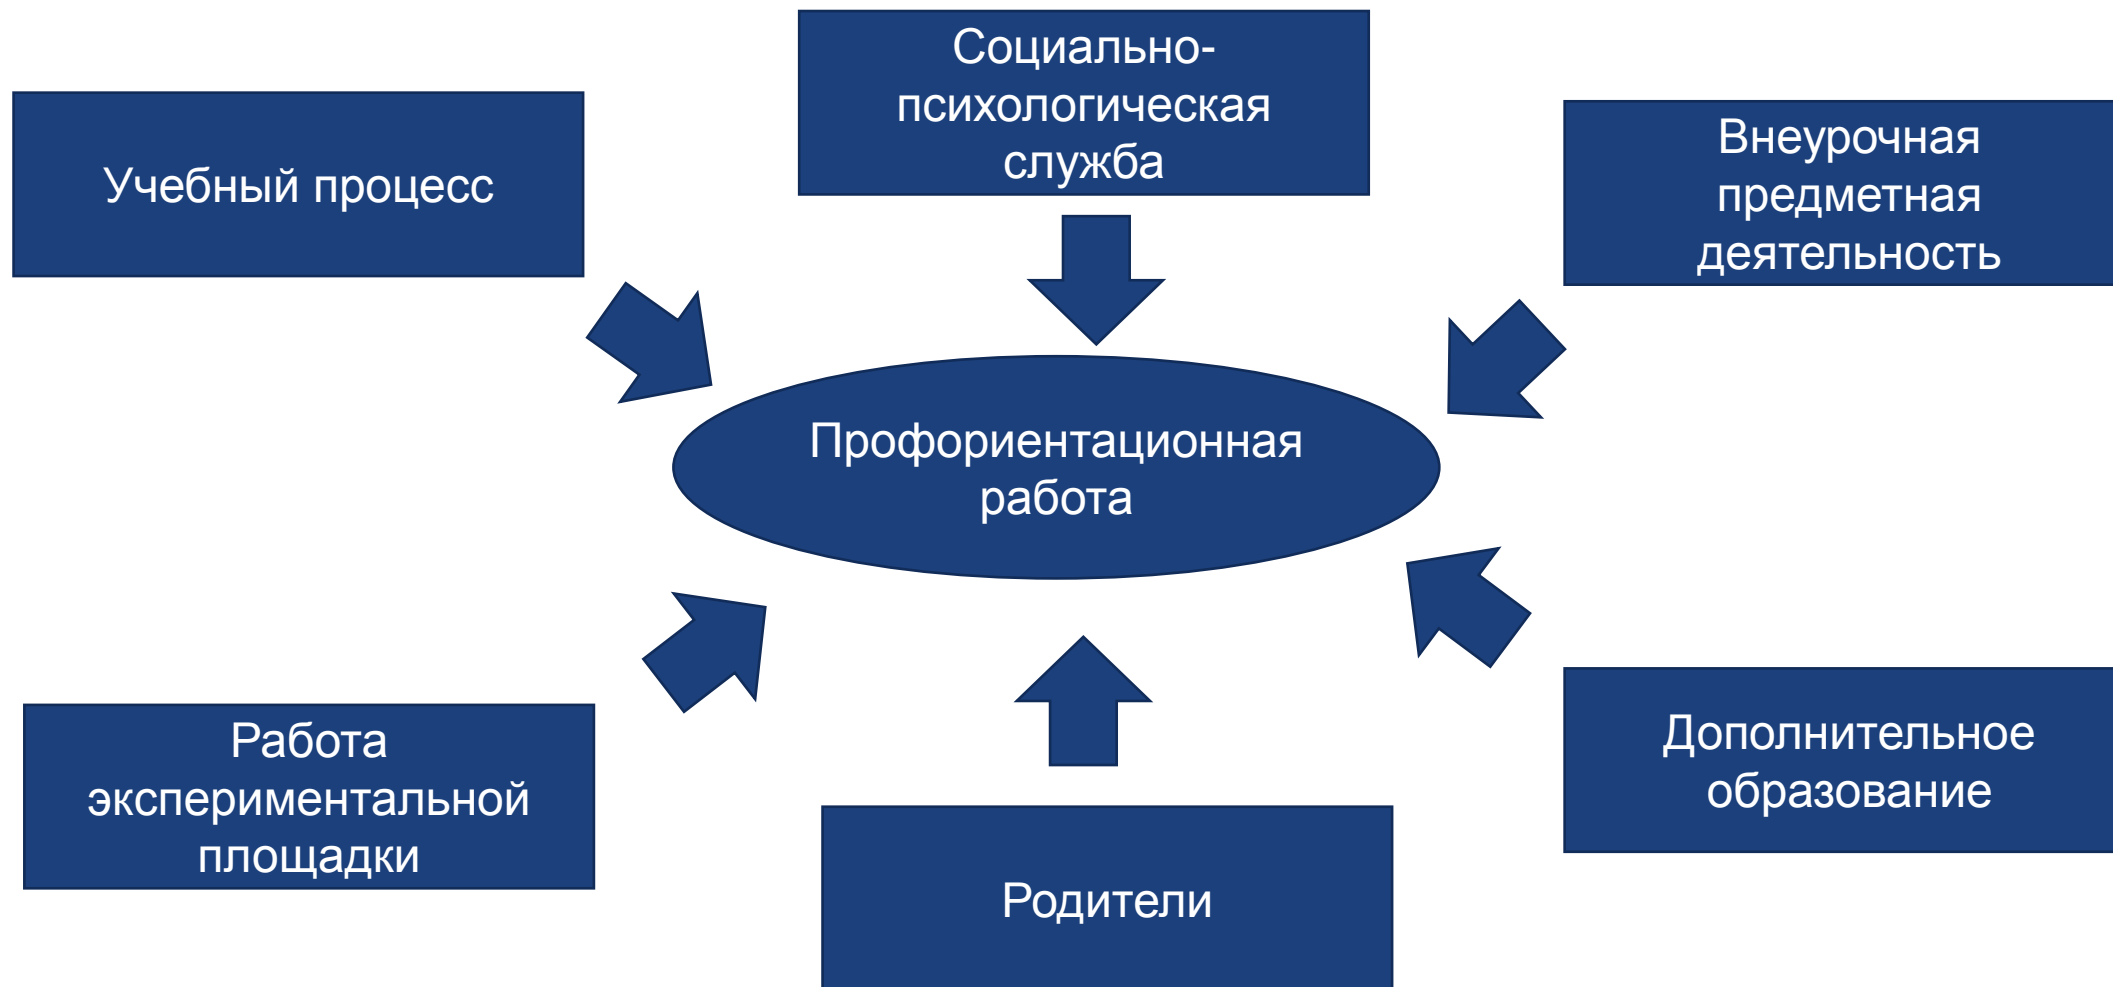 Социально-
психологическая
служба
Учебный процесс
Внеурочная
предметная
деятельность
Профориентационная
работа
Работа
экспериментальной
площадки
Родители
Дополнительное
образование